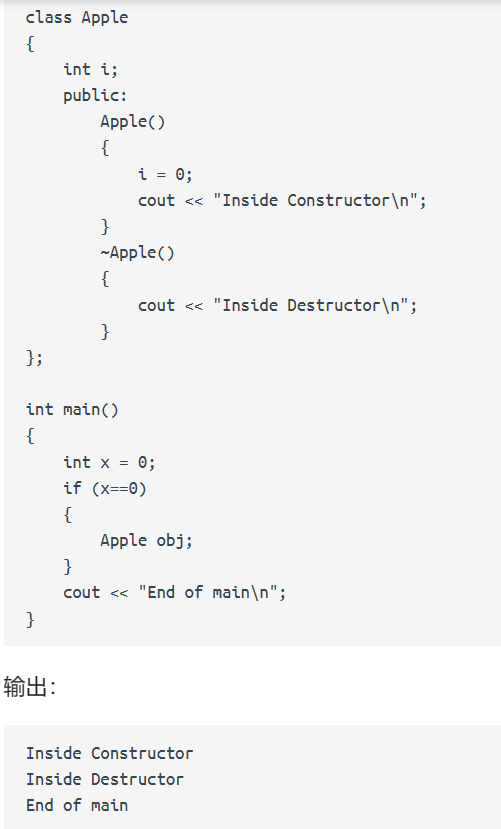 class Apple
{
    int i;
    public:
        Apple()
        {
            i = 0;
            cout << "Inside Constructor\n";
        }
        ~Apple()
        {
            cout << "Inside Destructor\n";
        }
};

int main()
{
    int x = 0;
    if (x==0)
    {
        Apple obj;
    }
    cout << "End of main\n";
}
输出：
Inside Constructor
Inside Destructor
End of main